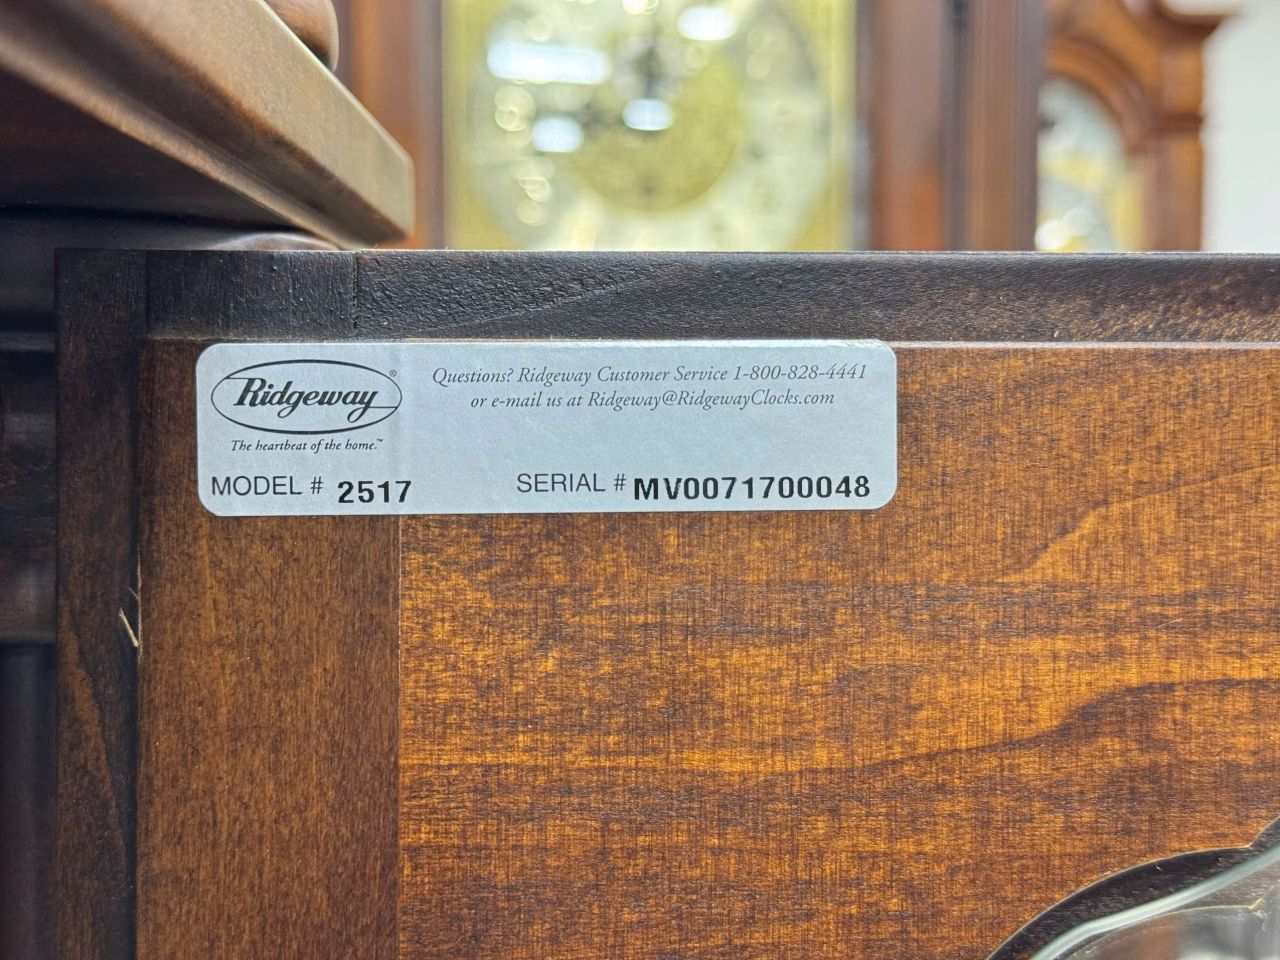 Ridgeway®
The heartbeat of the home.™
Questions? Ridgeway Customer Service 1-800-828-4441
or e-mail us at Ridgeway@RidgewayClocks.com
MODEL # 2517
SERIAL # MV0071700048